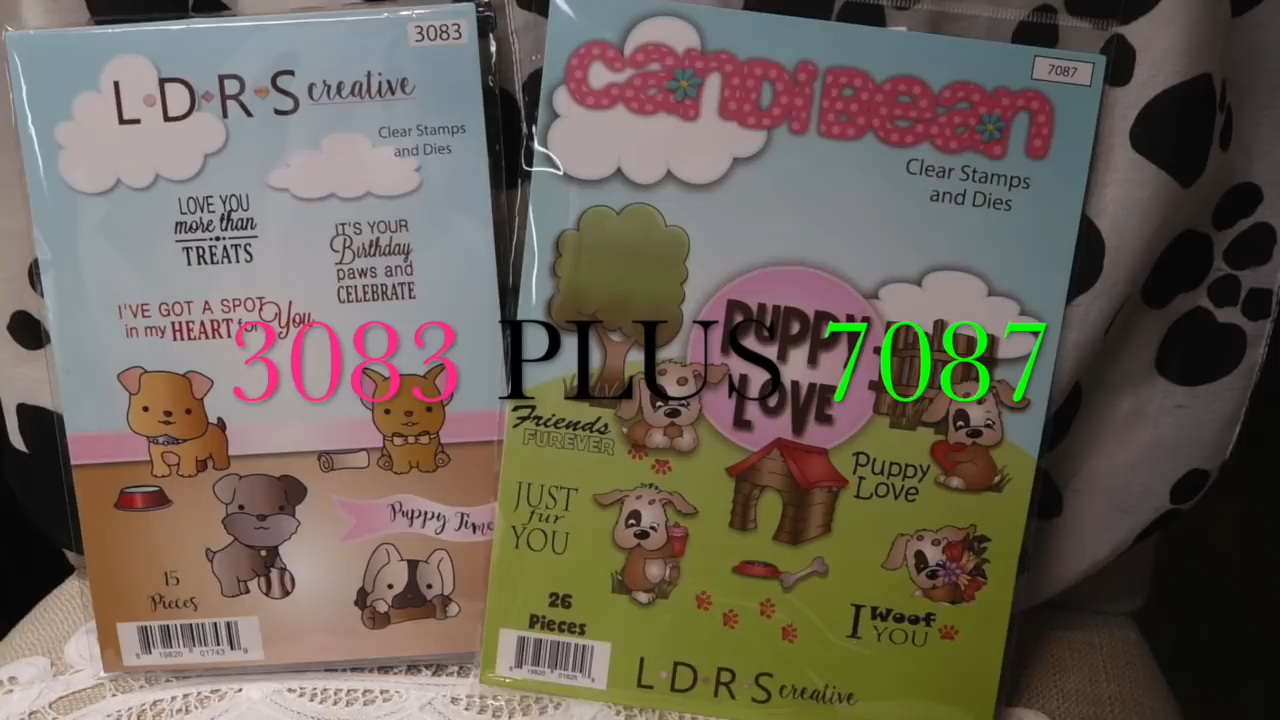 3083
L·D·R·S creative
Clear Stamps
and Dies
LOVE YOU
more than
TREATS
IT'S YOUR
Birthday
paws and
CELEBRATE
I'VE GOT A SPOT
in my HEART for You
Puppy Time
15
Pieces
CANDiBean
7087
Clear Stamps
and Dies
PUPPY
LOVE
3083 PLUS 7087
Friends
FUREVER
Puppy
Love
JUST
fur
YOU
26
Pieces
I Woof
YOU
L·D·R·S creative